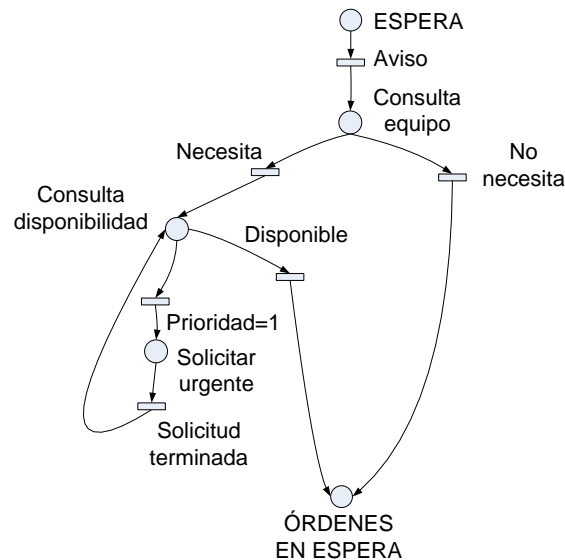 ESPERA
Aviso
Consulta
equipo
Necesita
No
necesita
Consulta
disponibilidad
Disponible
Prioridad=1
Solicitar
urgente
Solicitud
terminada
ÓRDENES
EN ESPERA